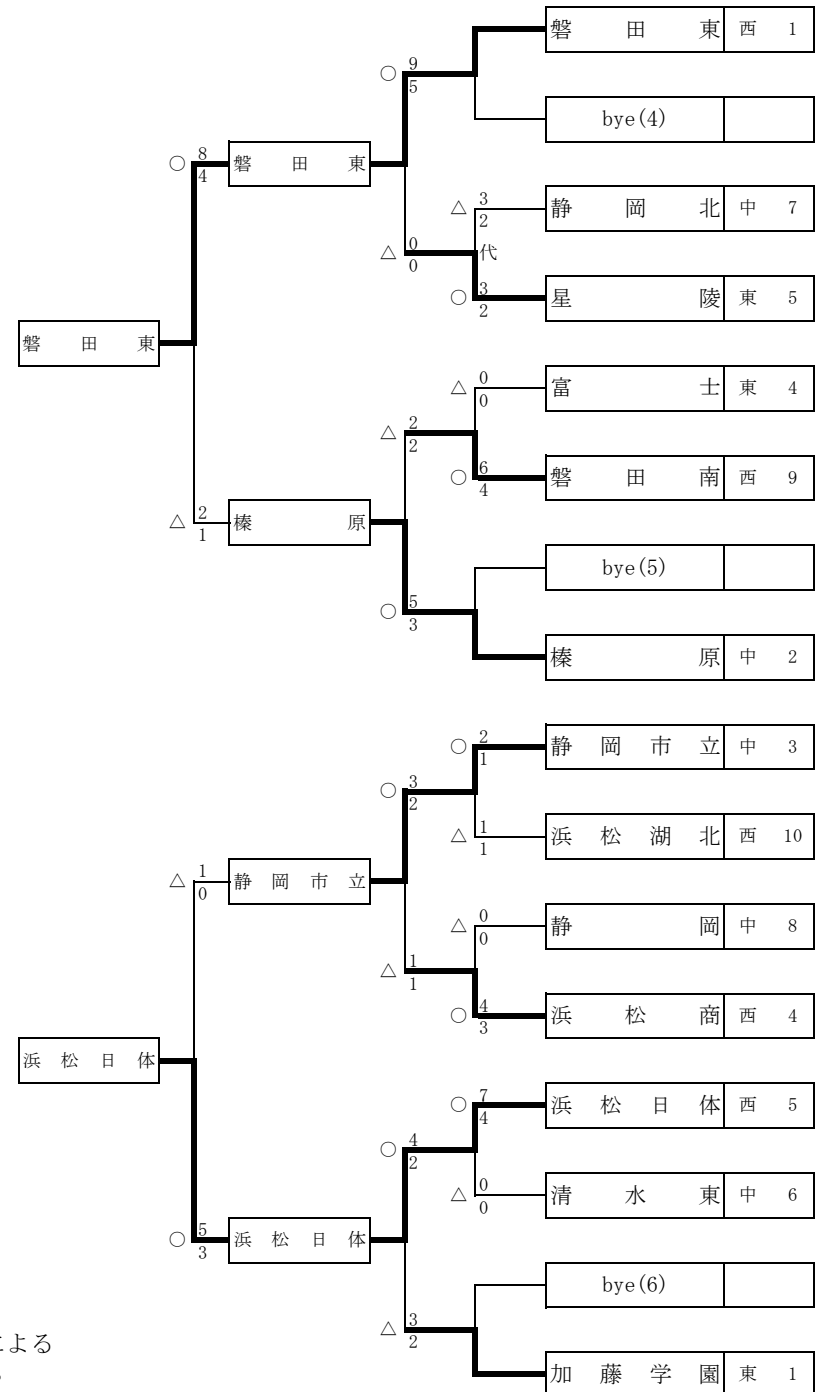 磐田東 西 1
○ 9
5
bye(4)
○ 8
4
磐田東
△ 3
2
静岡北 中 7
△ 0
0
代
○ 3
2
星陵 東 5
磐田東
△ 0
0
富士 東 4
△ 2
2
○ 6
4
磐田南 西 9
△ 2
1
榛原
bye(5)
○ 5
3
榛原 中 2
○ 2
1
静岡市立 中 3
○ 3
2
△ 1
1
浜松湖北 西 10
△ 1
0
静岡市立
△ 0
0
静岡 中 8
△ 1
1
○ 4
3
浜松商 西 4
浜松日体
○ 7
4
浜松日体 西 5
○ 4
2
△ 0
0
清水東 中 6
○ 5
3
浜松日体
bye(6)
△ 3
2
による
加藤学園 東 1